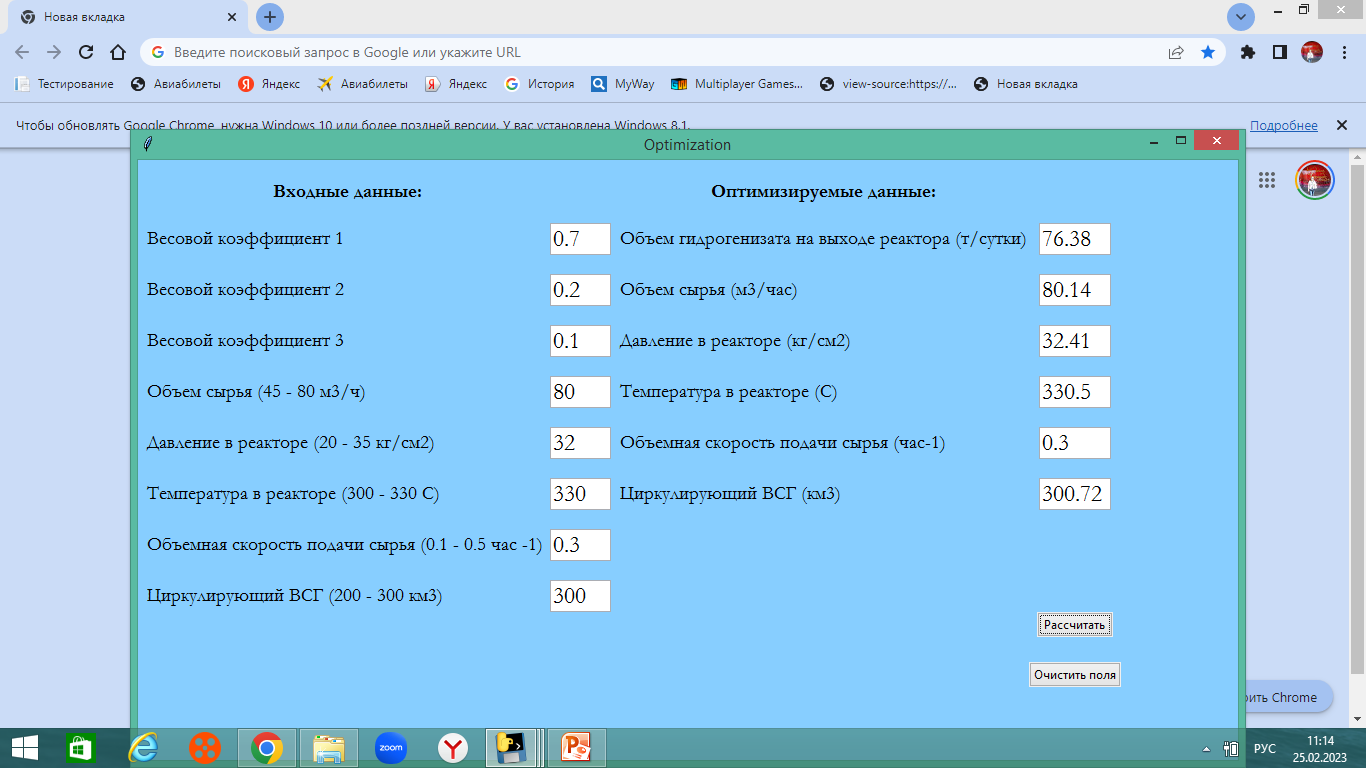 Новая вкладка
Введите поисковый запрос в Google или укажите URL
Тестирование Авиабилеты Яндекс Авиабилеты Яндекс История MyWay Multiplayer Games... view-source:https://... Новая вкладка
Чтобы обновлять Google Chrome, нужна Windows 10 или более поздней версии. У вас установлена Windows 8.1. Подробнее
Optimization
Входные данные: Оптимизируемые данные:
Весовой коэффициент 1 0.7 Объем гидрогенизата на выходе реактора (т/сутки) 76.38
Весовой коэффициент 2 0.2 Объем сырья (м3/час) 80.14
Весовой коэффициент 3 0.1 Давление в реакторе (кг/см2) 32.41
Объем сырья (45 - 80 м3/ч) 80 Температура в реакторе (С) 330.5
Давление в реакторе (20 - 35 кг/см2) 32 Объемная скорость подачи сырья (час-1) 0.3
Температура в реакторе (300 - 330 С) 330 Циркулирующий ВСГ (км3) 300.72
Объемная скорость подачи сырья (0.1 - 0.5 час -1) 0.3
Циркулирующий ВСГ (200 - 300 км3) 300
Рассчитать
Очистить поля
ить Chrome
zoom
РУС
11:14
25.02.2023